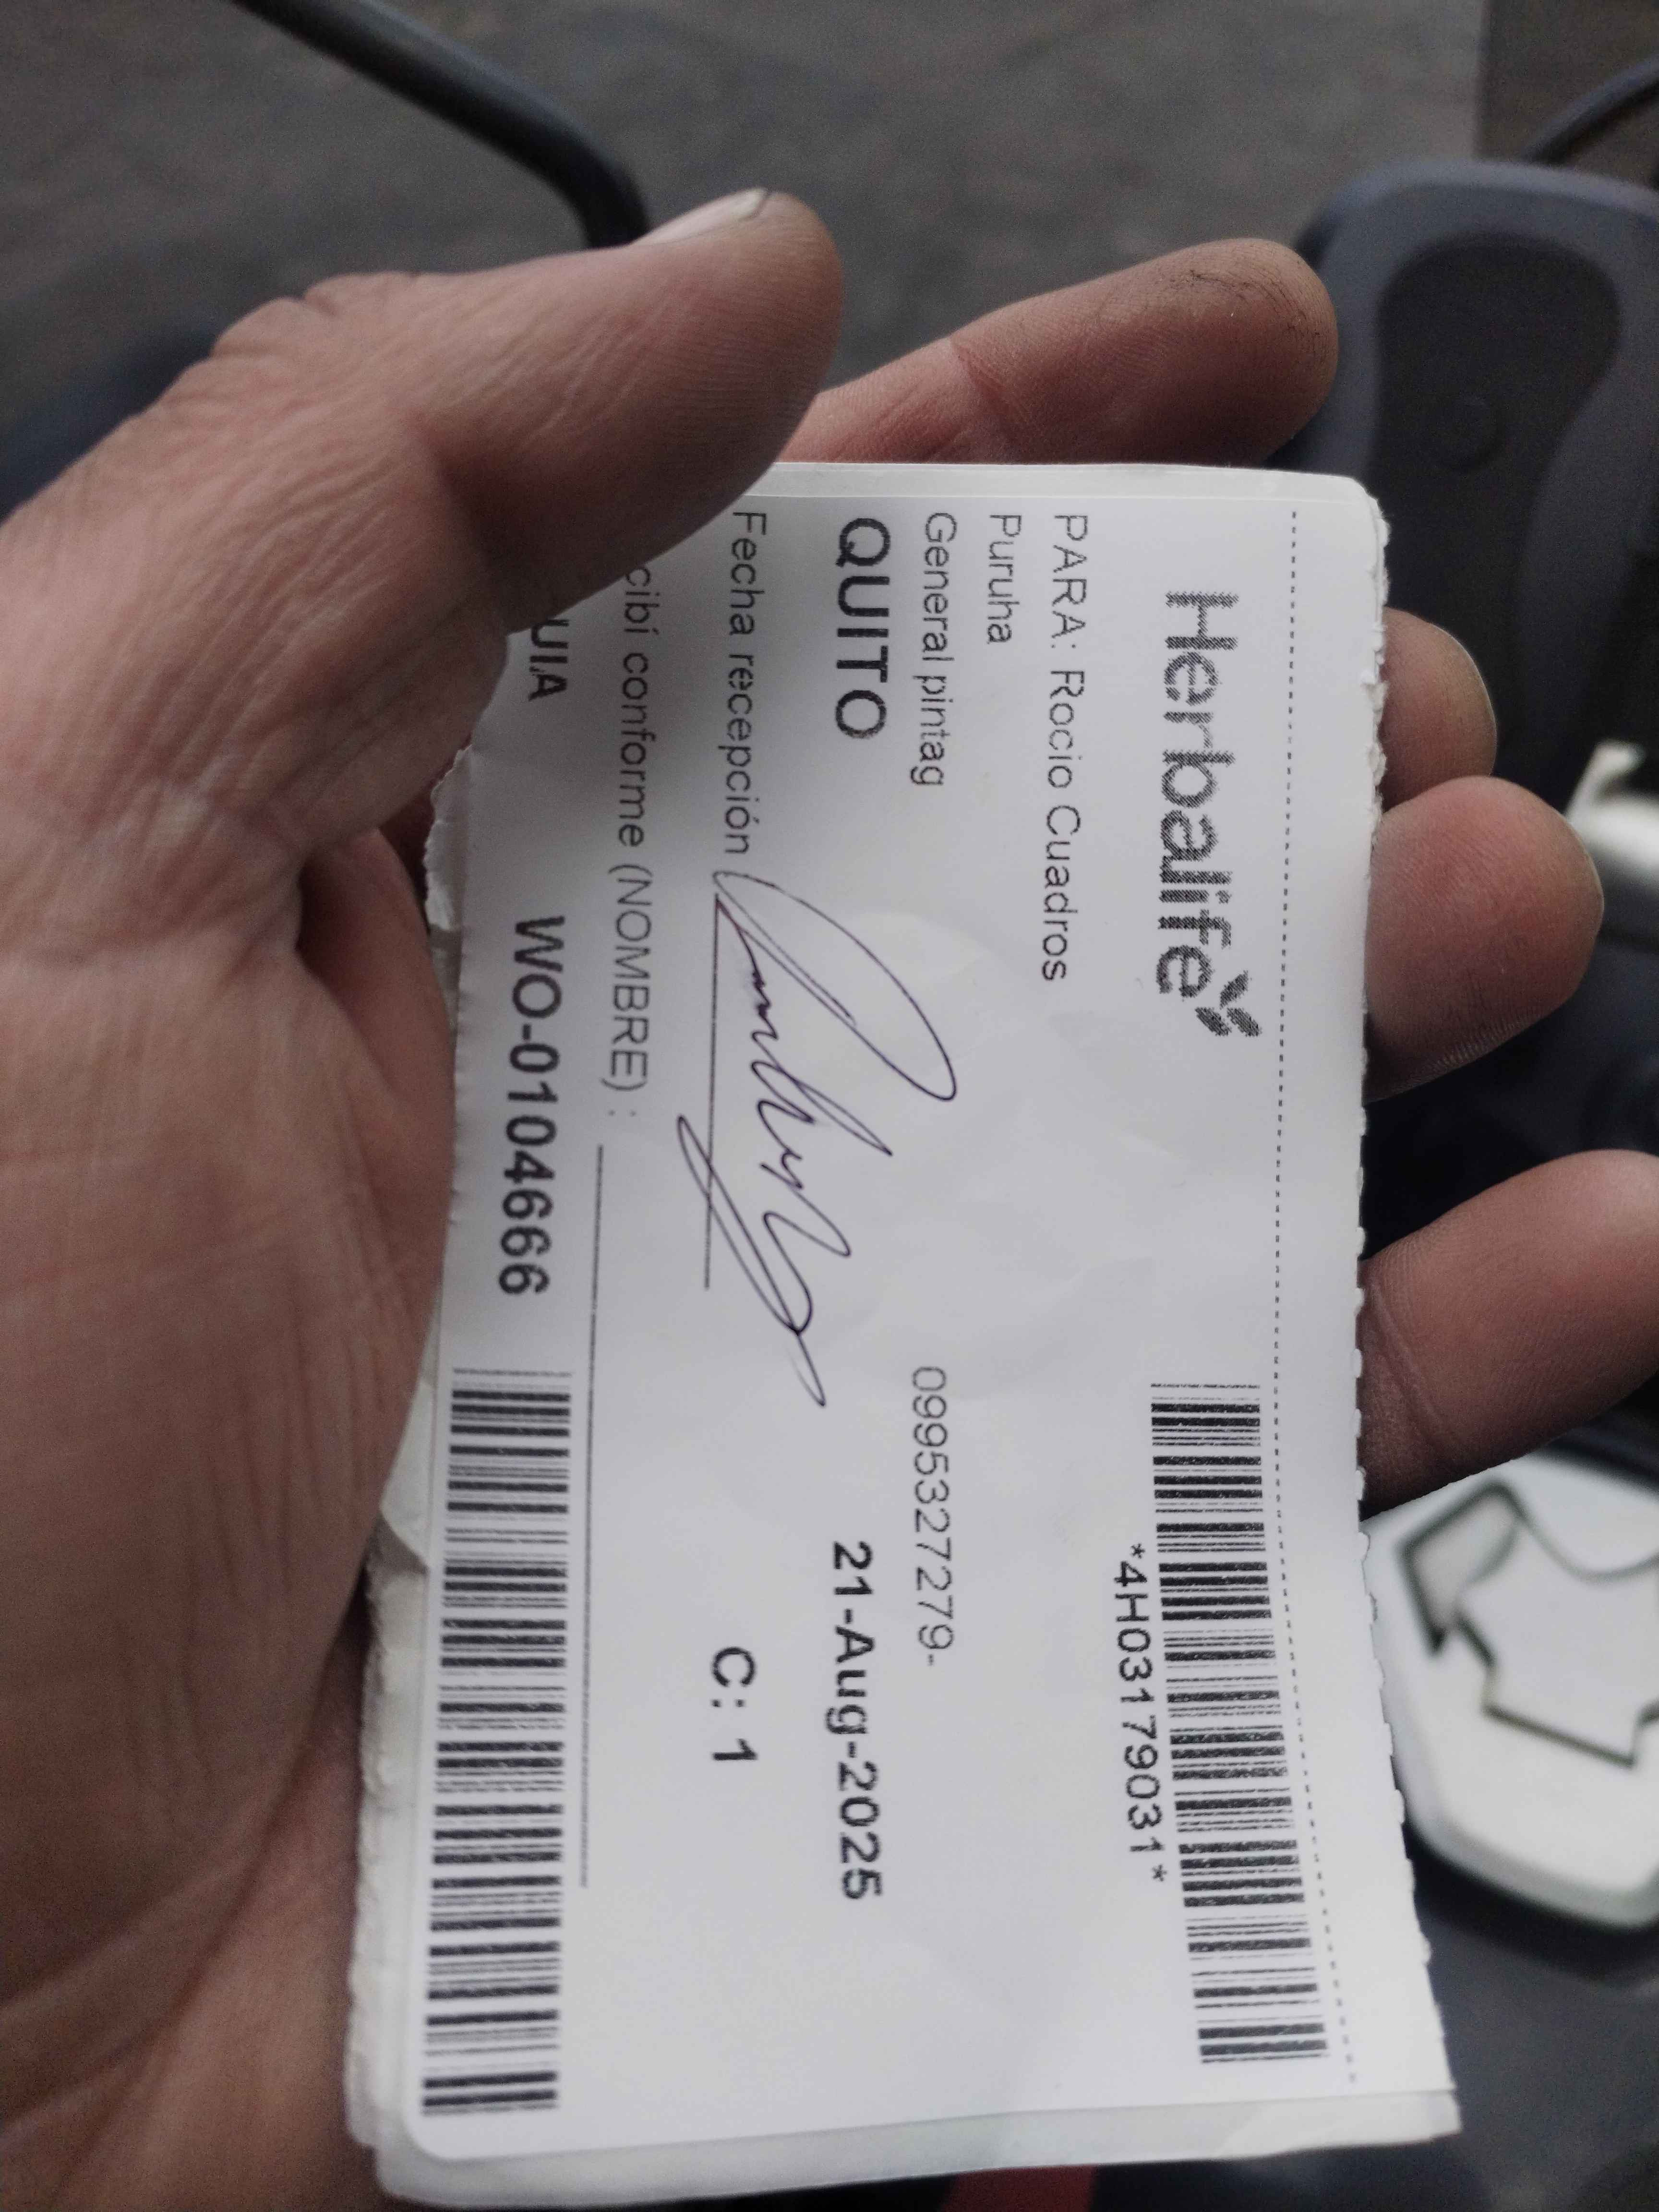 Herbalife
*4H03179031*
PARA: Rocio Cuadros
Puruha
General pintag 0995327279-
QUITO 21-Aug-2025
Fecha recepción C: 1
cibí conforme (NOMBRE) :
UIA WO-0104666